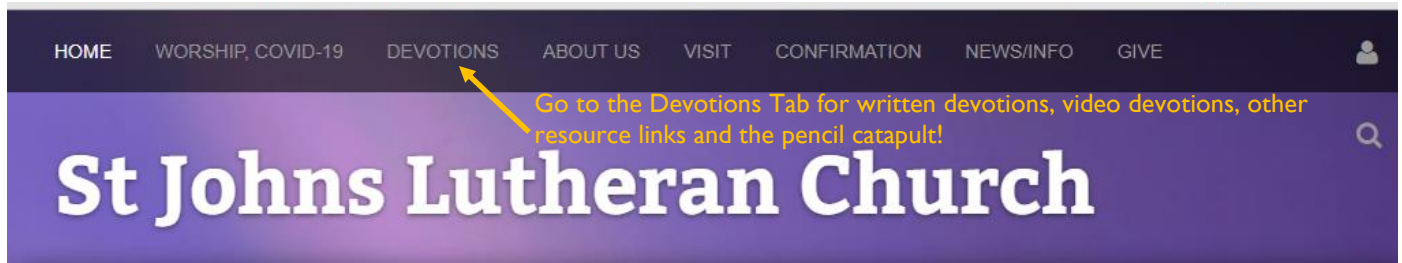 HOME WORSHIP, COVID-19 DEVOTIONS ABOUT US VISIT CONFIRMATION NEWS/INFO GIVE
Go to the Devotions Tab for written devotions, video devotions, other
resource links and the pencil catapult!
St Johns Lutheran Church